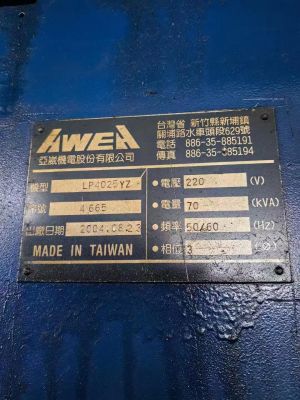 AWEA
亞崴機電股份有限公司
台灣省 新竹縣新埔鎮
關埔路水車頭段629號
電話 886-35-885191
傳真 886-35-885194
機型 LP4025YZ
序號 4665
出廠日期 2004.08.23
MADE IN TAIWAN
• 電壓 220 (V)
• 電量 70 (kVA)
• 頻率 50/60 (Hz)
• 相位 3 (Ø)